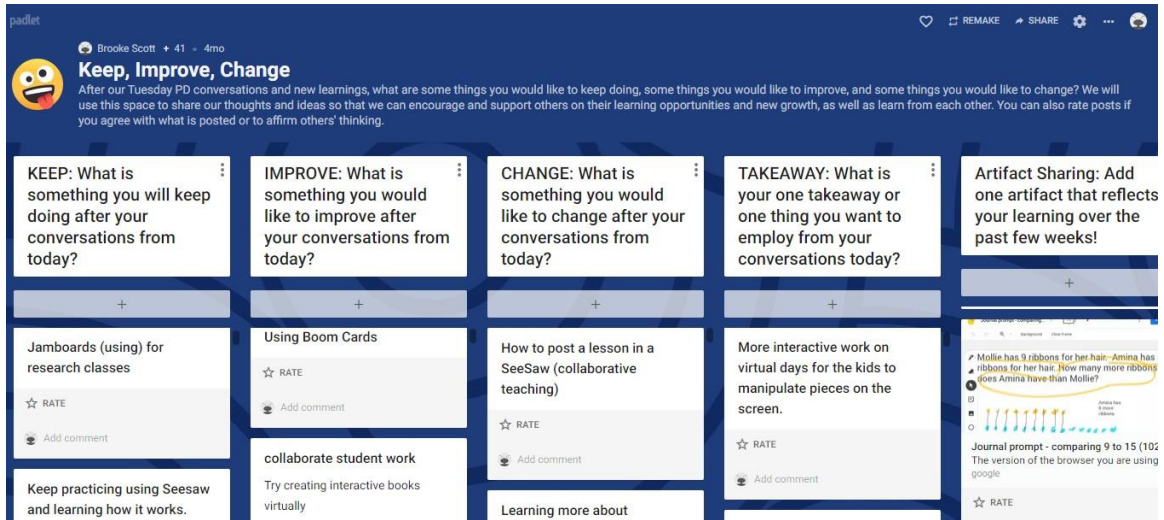 padlet
REMAKE
SHARE
Brooke Scott + 41 • 4mo
Keep, Improve, Change
After our Tuesday PD conversations and new learnings, what are some things you would like to keep doing, some things you would like to improve, and some things you would like to change? We will
use this space to share our thoughts and ideas so that we can encourage and support others on their learning opportunities and new growth, as well as learn from each other. You can also rate posts if
you agree with what is posted or to affirm others' thinking.
KEEP: What is
something you will keep
doing after your
conversations from
today?
+
Jamboards (using) for
research classes
RATE
Add comment
Keep practicing using Seesaw
and learning how it works.
IMPROVE: What is
something you would
like to improve after
your conversations from
today?
+
Using Boom Cards
RATE
Add comment
collaborate student work
Try creating interactive books
virtually
CHANGE: What is
something you would
like to change after your
conversations from
today?
+
How to post a lesson in a
SeeSaw (collaborative
teaching)
RATE
Add comment
Learning more about
TAKEAWAY: What is
your one takeaway or
one thing you want to
employ from your
conversations today?
+
More interactive work on
virtual days for the kids to
manipulate pieces on the
screen.
RATE
Add comment
Artifact Sharing: Add
one artifact that reflects
your learning over the
past few weeks!
+
Journal prompt - comparing...
Background Clear frame
Mollie has 9 ribbons for her hair. Amina has
ribbons for her hair. How many more ribbons
does Amina have than Mollie?
Amina has
6 more
ribbons
Journal prompt - comparing 9 to 15 (102
The version of the browser you are using
google
RATE